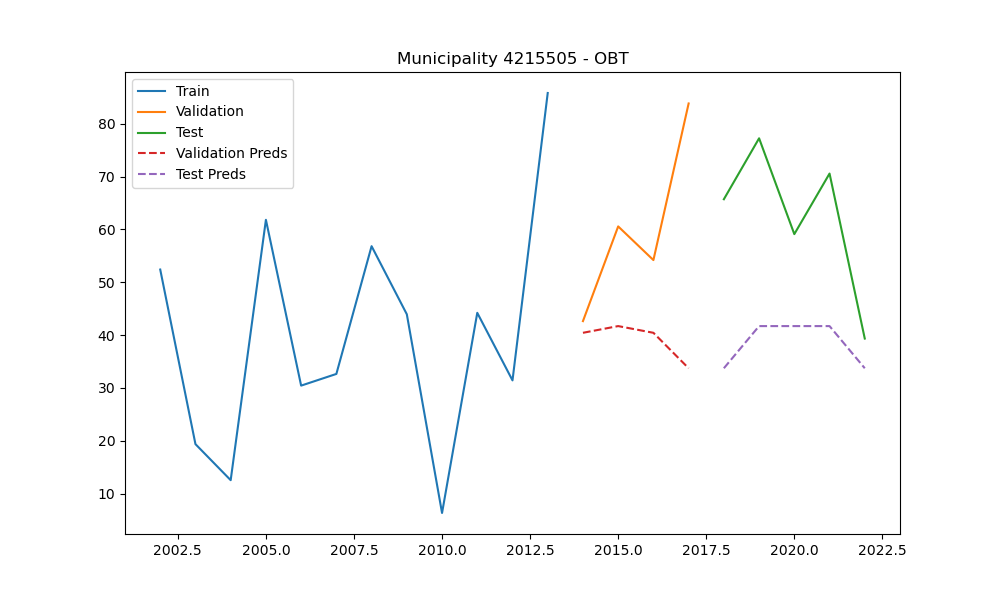 Municipality 4215505 - OBT
Train
Validation
Test
Validation Preds
Test Preds
80
70
60
50
40
30
20
10
2002.5 2005.0 2007.5 2010.0 2012.5 2015.0 2017.5 2020.0 2022.5